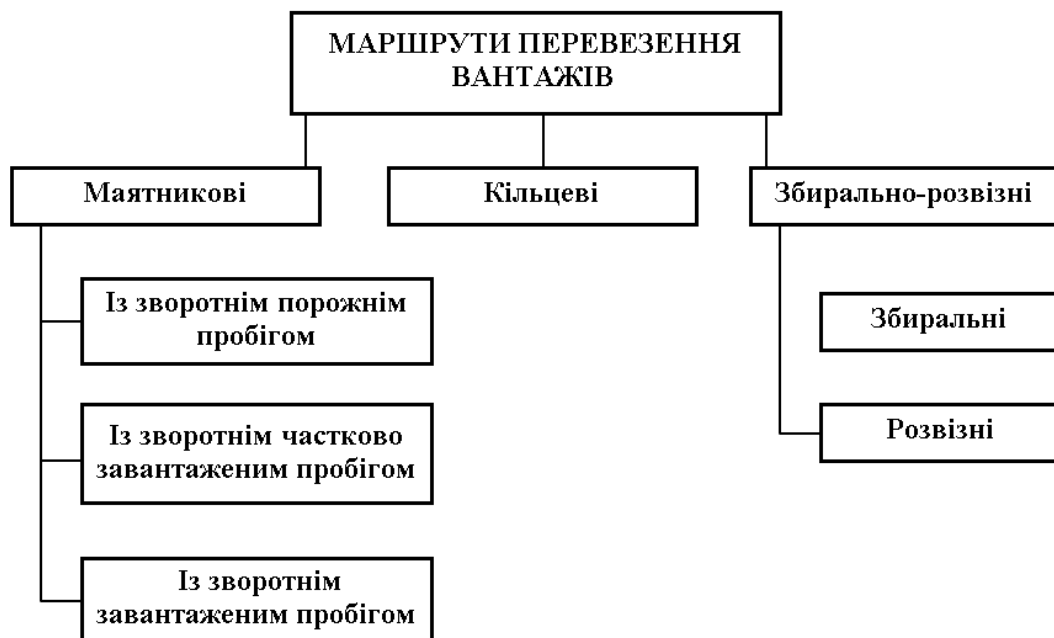 МАРШРУТИ ПЕРЕВЕЗЕННЯ
ВАНТАЖІВ
Маятникові
Кільцеві
Збирально-розвізні
Із зворотнім порожнім
пробігом
Збиральні
Із зворотнім частково
завантаженим пробігом
Розвізні
Із зворотнім
завантаженим пробігом